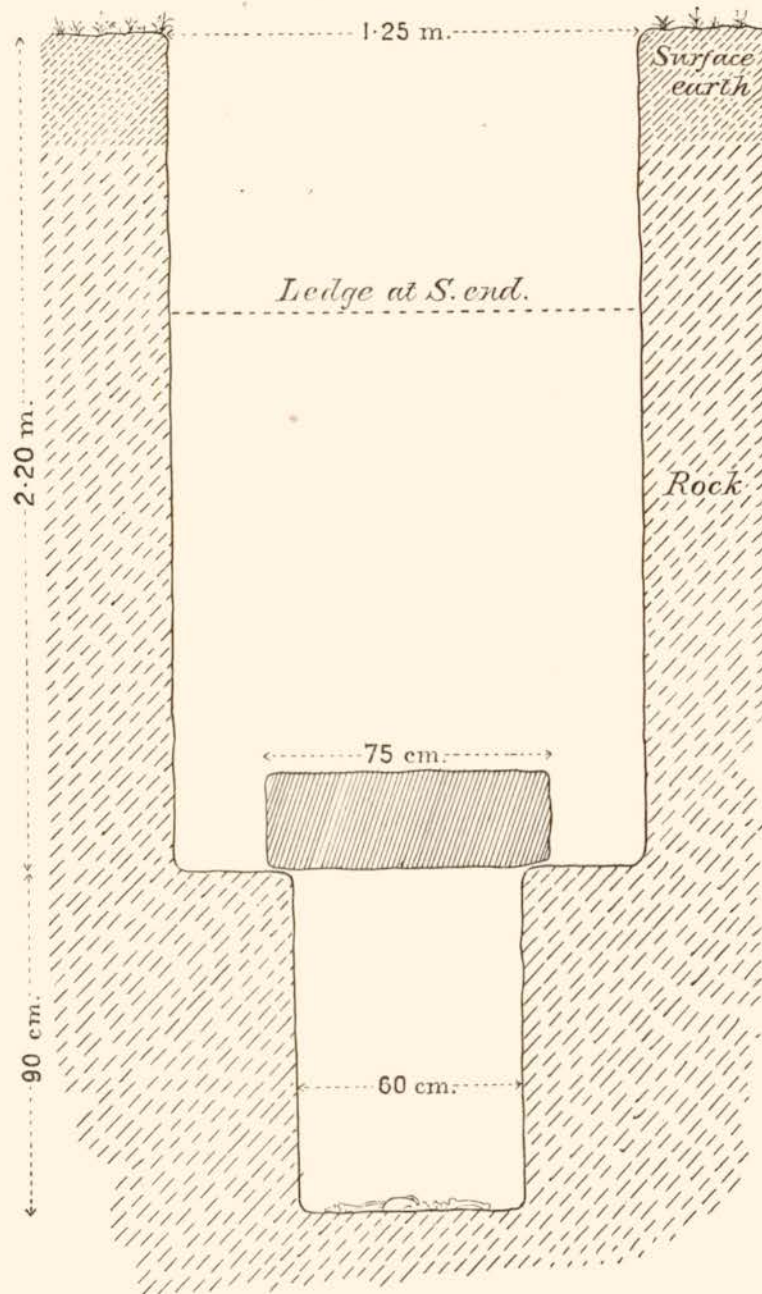 1·25 m.
Surface
earth
Ledge at S. end.
2·20 m.
Rock
75 cm.
90 cm.
60 cm.